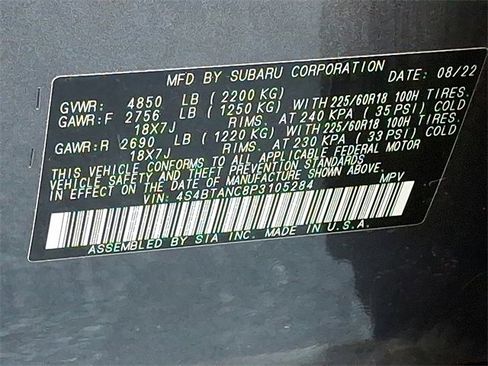 MFD BY SUBARU CORPORATION DATE: 08/22
GVWR: 4850 LB (2200 KG)
GAWR:F 2756 LB (1250 KG) WITH 225/60R18 100H TIRES.
18X7J RIMS. AT 240 KPA (35 PSI) COLD
GAWR:R 2690 LB (1220 KG) WITH 225/60R18 100H TIRES.
18X7J RIMS. AT 230 KPA (33 PSI) COLD
THIS VEHICLE CONFORMS TO ALL APPLICABLE FEDERAL MOTOR
VEHICLE SAFETY AND THEFT PREVENTION STANDARDS
IN EFFECT ON THE DATE OF MANUFACTURE SHOWN ABOVE.
VIN: 4S4BTANC8P3105284 MPV
ASSEMBLED BY SIA INC. MADE IN U.S.A.